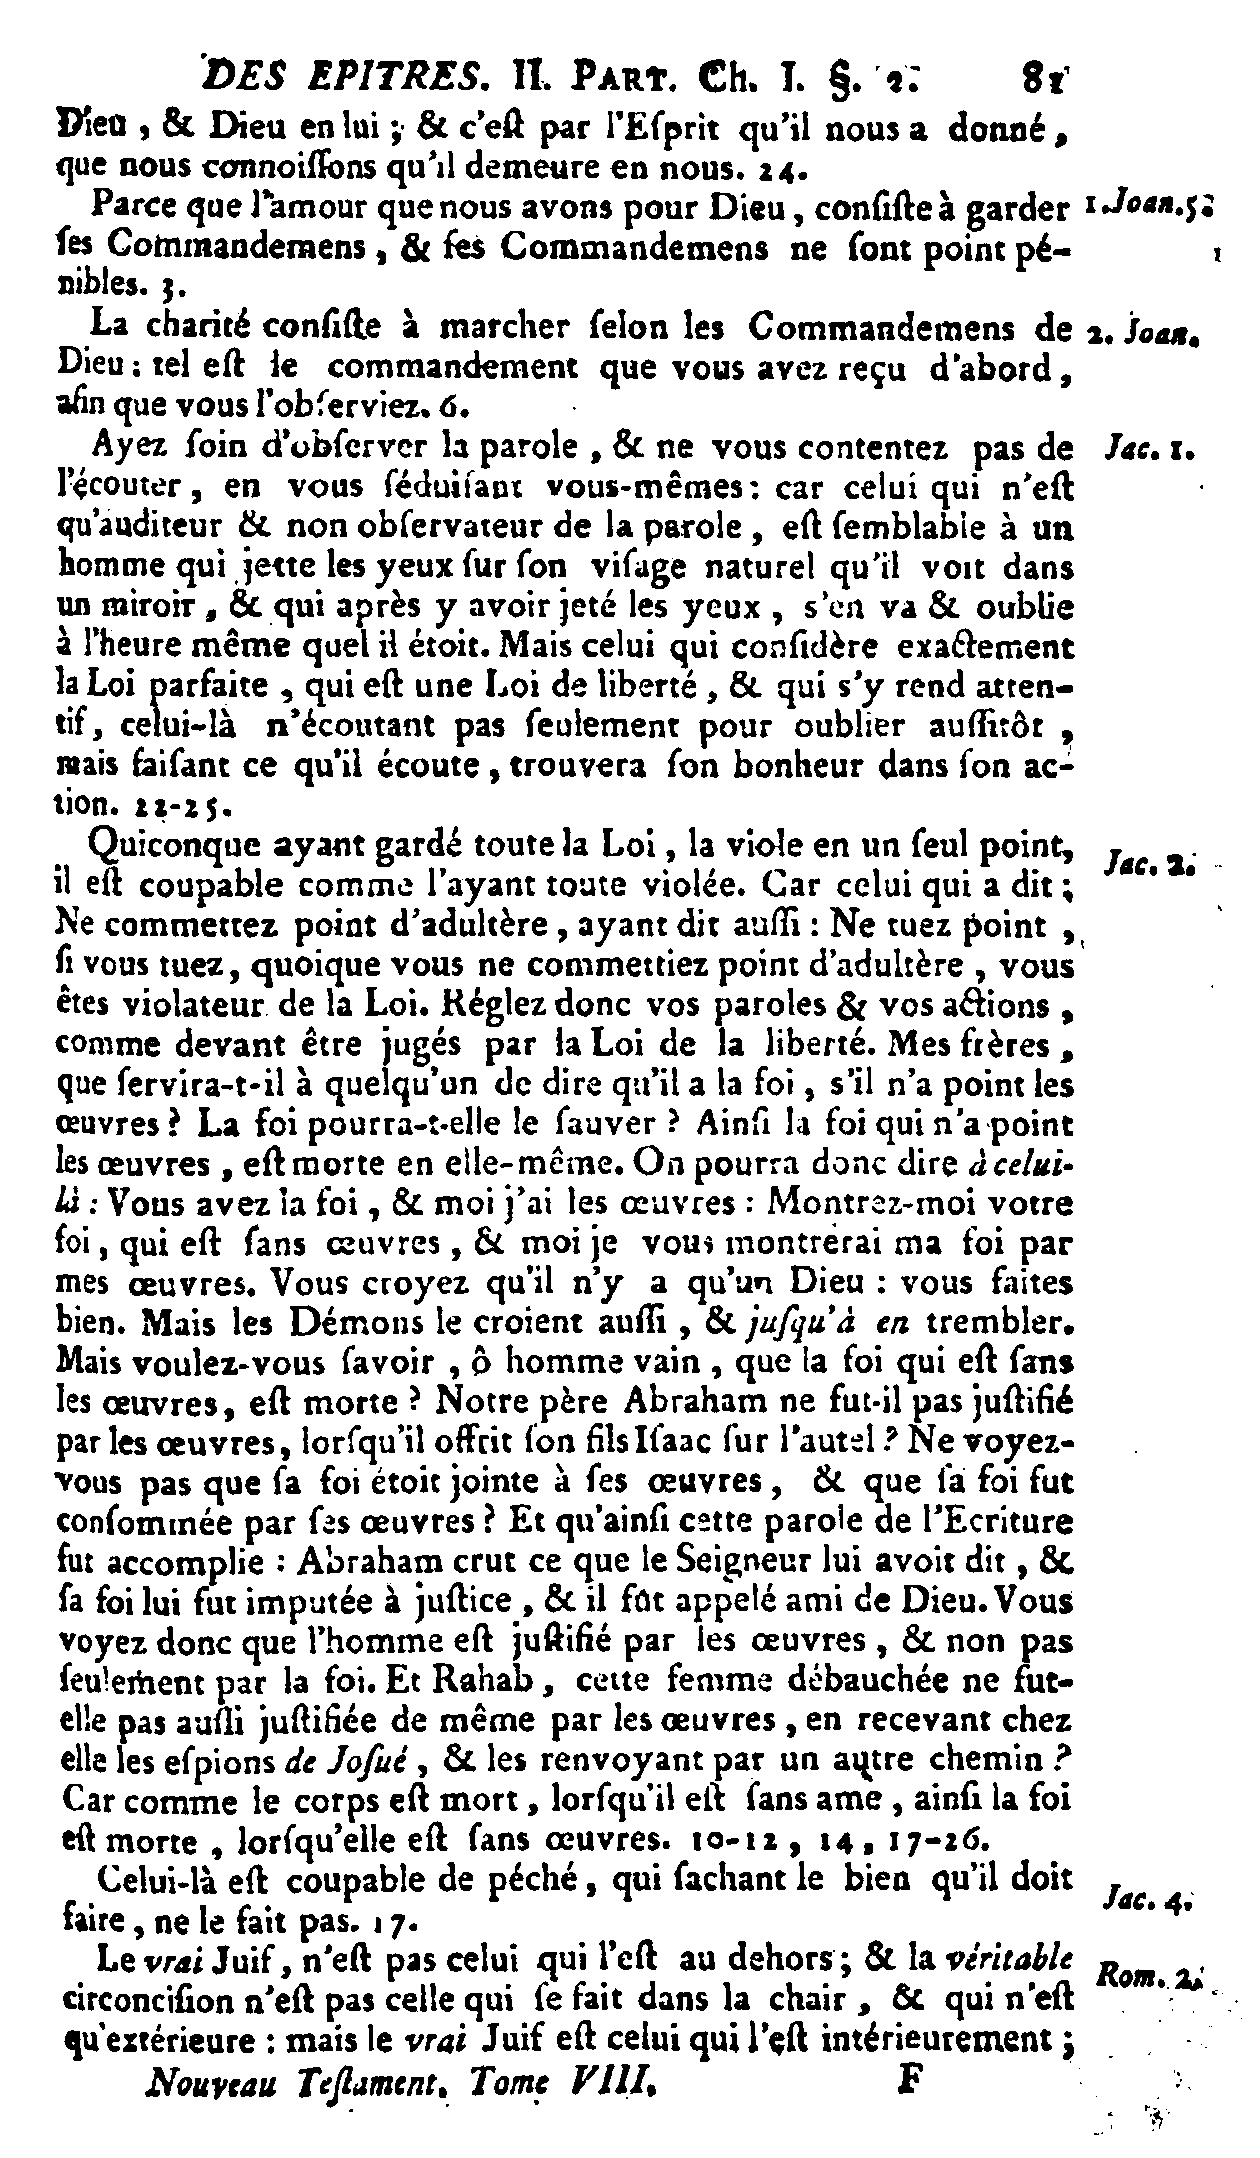 DES EPITRES. II. PART. Ch. I. §. 2. 81
Dieu , & Dieu en lui ; & c'eſt par l'Eſprit qu'il nous a donné ,
que nous connoiſſons qu'il demeure en nous. 24.
Parce que l'amour que nous avons pour Dieu , conſiſte à garder 1.Joan.5.
ſes Commandemens , & ſes Commandemens ne ſont point pé-
nibles. 3.
La charité conſiſte à marcher ſelon les Commandemens de 2. Joan.
Dieu : tel eſt le commandement que vous avez reçu d'abord ,
afin que vous l'obſerviez. 6.
Ayez ſoin d'obſerver la parole , & ne vous contentez pas de Jac. 1.
l'écouter , en vous ſéduiſant vous-mêmes : car celui qui n'eſt
qu'auditeur & non obſervateur de la parole , eſt ſemblable à un
homme qui jette les yeux ſur ſon viſage naturel qu'il voit dans
un miroir , & qui après y avoir jeté les yeux , s'en va & oublie
à l'heure même quel il étoit. Mais celui qui conſidère exactement
la Loi parfaite , qui eſt une Loi de liberté , & qui s'y rend atten-
tif, celui-là n'écoutant pas ſeulement pour oublier auſſitôt ,
mais faiſant ce qu'il écoute , trouvera ſon bonheur dans ſon ac-
tion. 22-25.
Quiconque ayant gardé toute la Loi , la viole en un ſeul point, Jac. 2.
il eſt coupable comme l'ayant toute violée. Car celui qui a dit ;
Ne commettez point d'adultère , ayant dit auſſi : Ne tuez point ,
ſi vous tuez, quoique vous ne commettiez point d'adultère , vous
êtes violateur de la Loi. Réglez donc vos paroles & vos actions ,
comme devant être jugés par la Loi de la liberté. Mes frères ,
que ſervira-t-il à quelqu'un de dire qu'il a la foi , s'il n'a point les
œuvres ? La foi pourra-t-elle le ſauver ? Ainſi la foi qui n'a point
les œuvres , eſt morte en elle-même. On pourra donc dire à celui-
là : Vous avez la foi , & moi j'ai les œuvres : Montrez-moi votre
foi , qui eſt ſans œuvres , & moi je vous montrerai ma foi par
mes œuvres. Vous croyez qu'il n'y a qu'un Dieu : vous faites
bien. Mais les Démons le croient auſſi , & juſqu'à en trembler.
Mais voulez-vous ſavoir , ô homme vain , que la foi qui eſt ſans
les œuvres, eſt morte ? Notre père Abraham ne fut-il pas juſtifié
par les œuvres, lorſqu'il offrit ſon fils Iſaac ſur l'autel ? Ne voyez-
vous pas que ſa foi étoit jointe à ſes œuvres , & que ſa foi fut
conſommée par ſes œuvres ? Et qu'ainſi cette parole de l'Ecriture
fut accomplie : Abraham crut ce que le Seigneur lui avoit dit , &
ſa foi lui fut imputée à juſtice , & il fût appelé ami de Dieu. Vous
voyez donc que l'homme eſt juſtifié par les œuvres , & non pas
ſeulement par la foi. Et Rahab , cette femme débauchée ne fut-
elle pas auſſi juſtifiée de même par les œuvres , en recevant chez
elle les eſpions de Joſué , & les renvoyant par un autre chemin ?
Car comme le corps eſt mort , lorſqu'il eſt ſans ame , ainſi la foi
eſt morte , lorſqu'elle eſt ſans œuvres. 10-12 , 14 , 17-26.
Celui-là eſt coupable de péché , qui ſachant le bien qu'il doit Jac. 4.
faire , ne le fait pas. 17.
Le vrai Juif , n'eſt pas celui qui l'eſt au dehors ; & la véritable Rom. 2.
circonciſion n'eſt pas celle qui ſe fait dans la chair , & qui n'eſt
qu'extérieure : mais le vrai Juif eſt celui qui l'eſt intérieurement ;
Nouveau Teſtament. Tome VIII. F